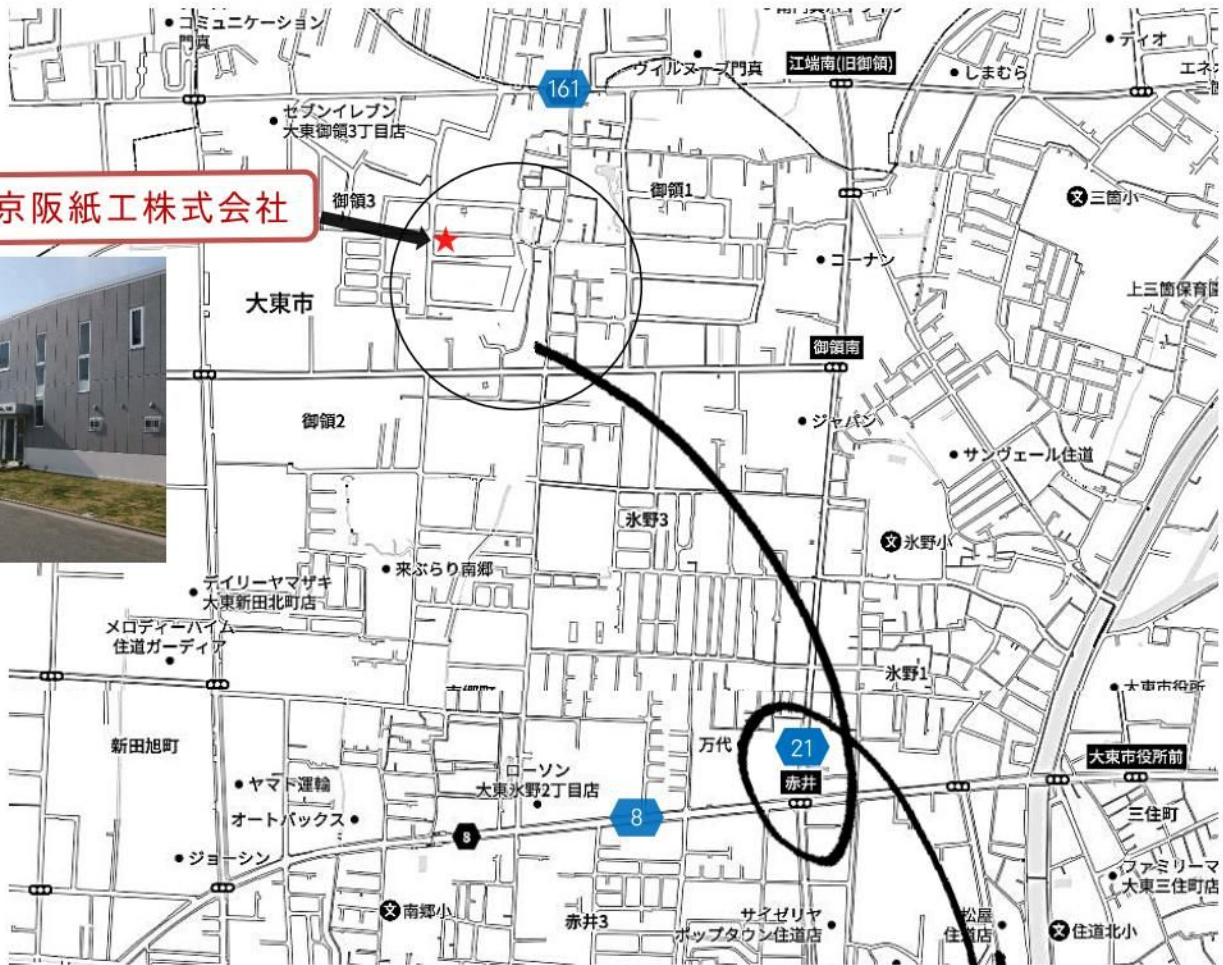 コミュニケーション
門真
ヴィルヌーブ門真
江端南(旧御領)
ディオ
しまむら
161
セブンイレブン
大東御領3丁目店
京阪紙工株式会社
御領3
御領1
三箇小
コーナン
大東市
上三箇保育園
御領南
御領2
ジャパン
サンヴェール住道
氷野3
氷野小
来ぶらり南郷
デイリーヤマザキ
大東新田北町店
メロディーハイム
住道ガーディア
氷野1
大東市役所
新田旭町
万代
21
大東市役所前
ローソン
大東氷野2丁目店
赤井
ヤマト運輸
8
三住町
オートバックス
8
ジョーシン
ファミリーマ
大東三住町店
南郷小
赤井3
サイゼリヤ
ポップタウン住道店
松屋
住道店
住道北小